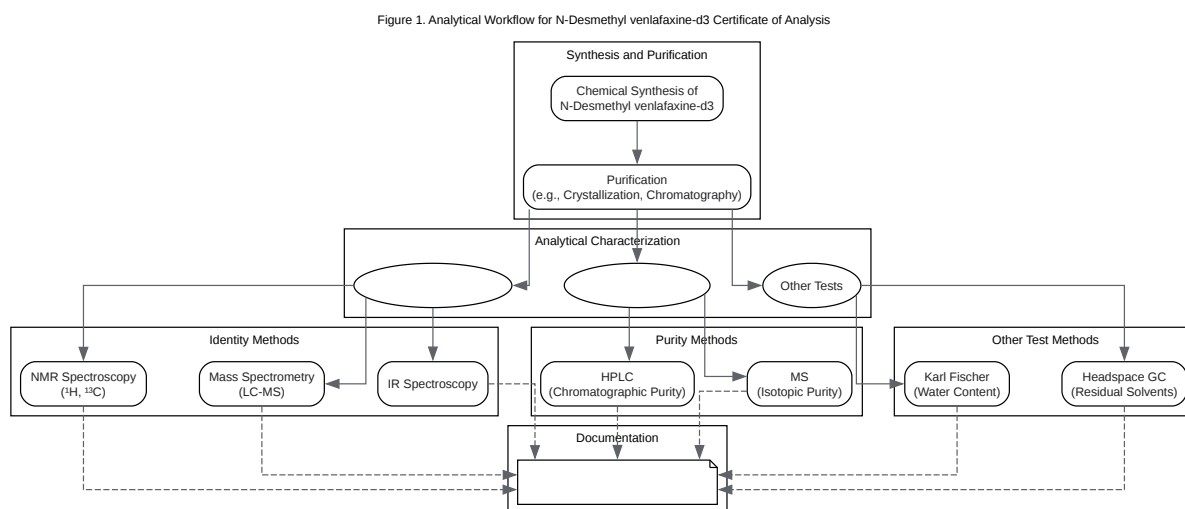 Figure 1. Analytical Workflow for N-Desmethyl venlafaxine-d3 Certificate of Analysis
Synthesis and Purification
Chemical Synthesis of
N-Desmethyl venlafaxine-d3
Purification
(e.g., Crystallization, Chromatography)
Analytical Characterization
Other Tests
Identity Methods
NMR Spectroscopy
(¹H, ¹³C)
Mass Spectrometry
(LC-MS)
IR Spectroscopy
Purity Methods
HPLC
(Chromatographic Purity)
MS
(Isotopic Purity)
Other Test Methods
Karl Fischer
(Water Content)
Headspace GC
(Residual Solvents)
Documentation